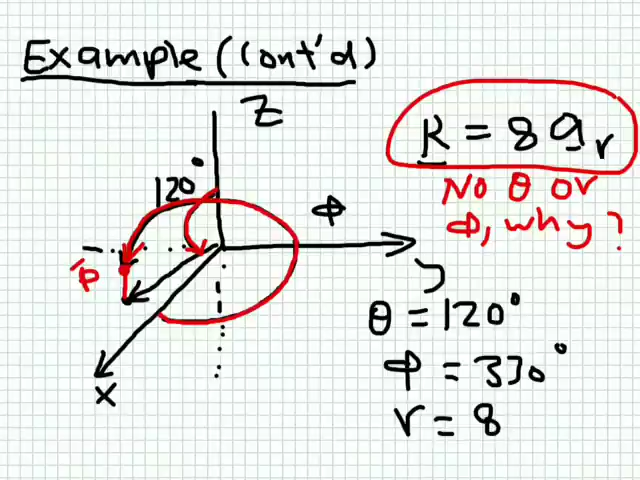 Example (Cont'd)
Z
R = 8 a_r
No θ or
Φ, why?
120°
Φ
P
y
x
θ = 120°
Φ = 330°
r = 8